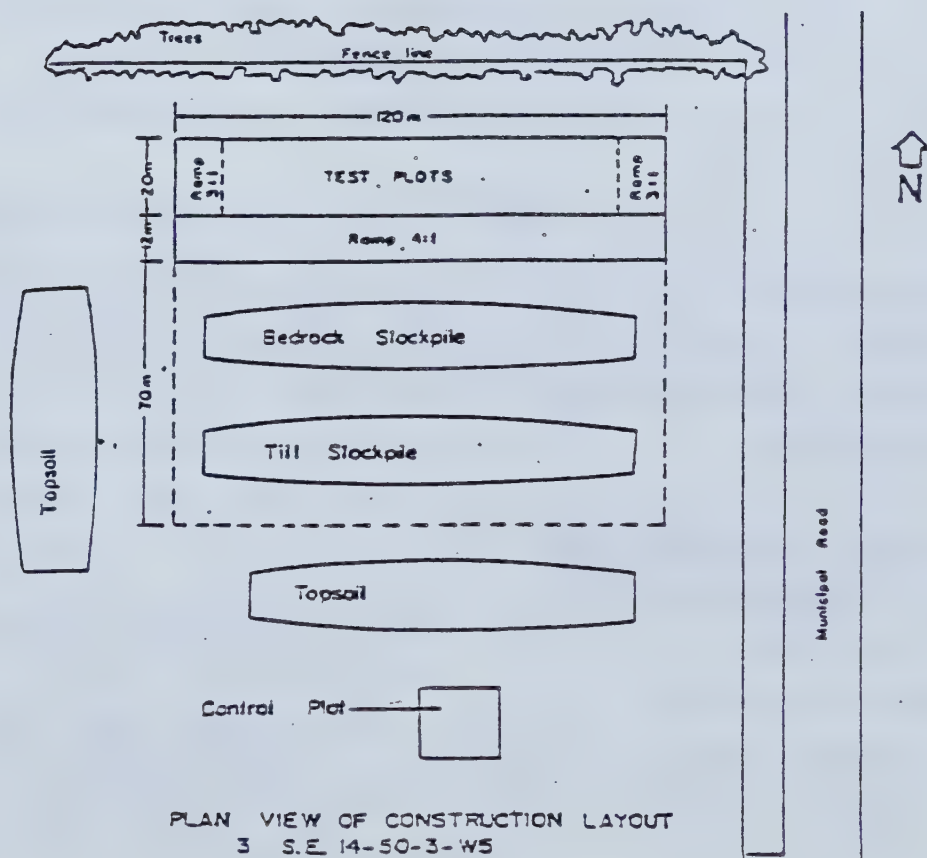 Trees
Fence line
120m
20m
Ramp 3:1
TEST PLOTS
Ramp 3:1
N
12m
Ramp 4:1
70m
Bedrock Stockpile
Till Stockpile
Topsoil
Topsoil
Municipal Road
Control Plot
PLAN VIEW OF CONSTRUCTION LAYOUT
3 S.E. 14-50-3-W5